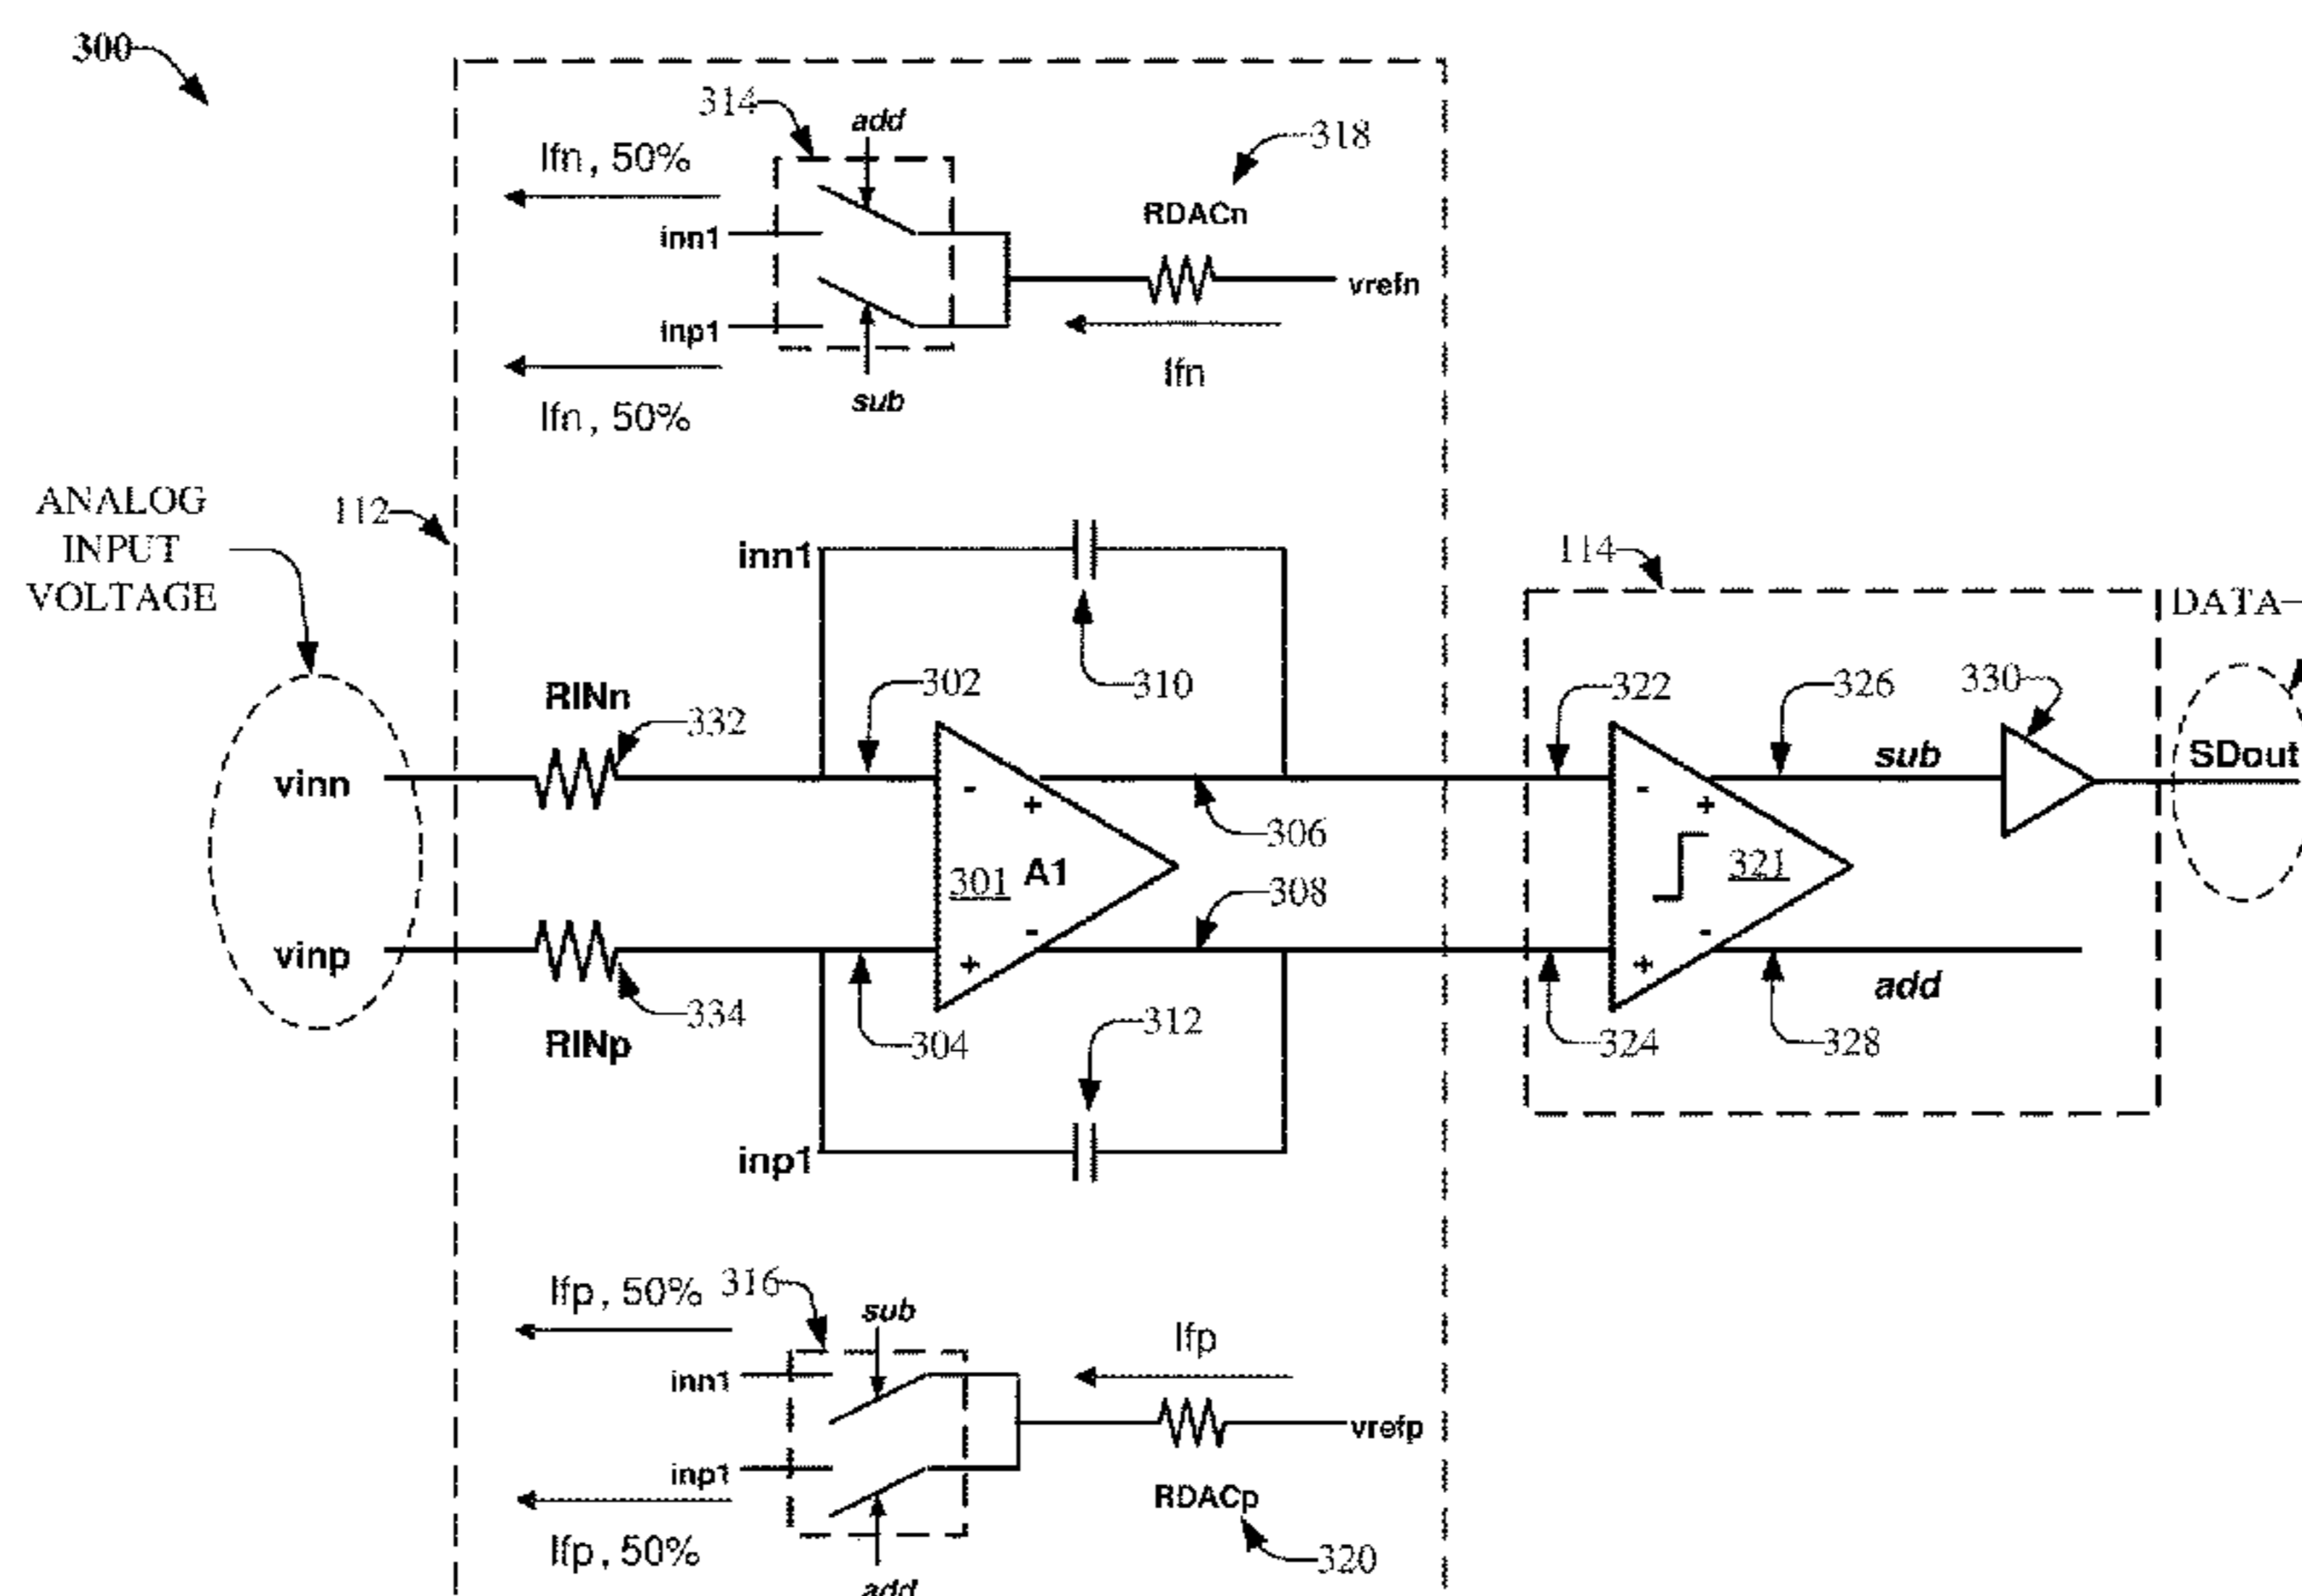 300
314
add
318
Ifn, 50%
RDACn
inn1
vrefn
inp1
Ifn
sub
Ifn, 50%
ANALOG
INPUT
VOLTAGE
112
inn1
114
DATA
310
302
322
326
330
RINn
332
vinn
-
+
-
+
sub
SDout
306
301 A1
321
308
vinp
-
+
-
+
add
334
RINp
304
312
324
328
inp1
Ifp, 50%
316
sub
Ifp
inn1
vrefp
inp1
RDACp
Ifp, 50%
320
add